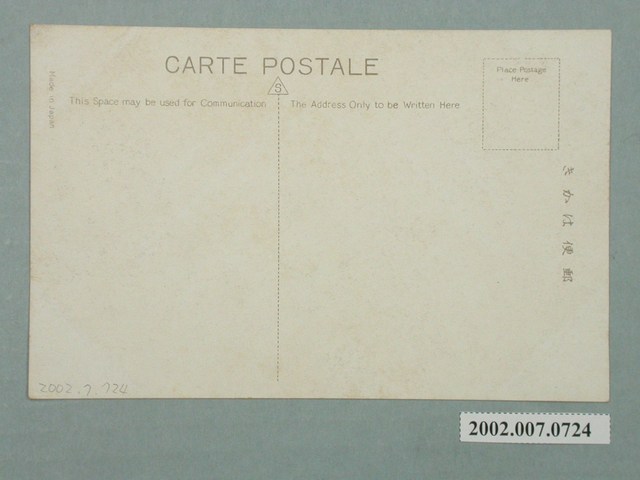 CARTE POSTALE
S
Made in Japan
This Space may be used for Communication
The Address Only to be Written Here
Place Postage
Here
きかは便郵
2002.7.724
2002.007.0724